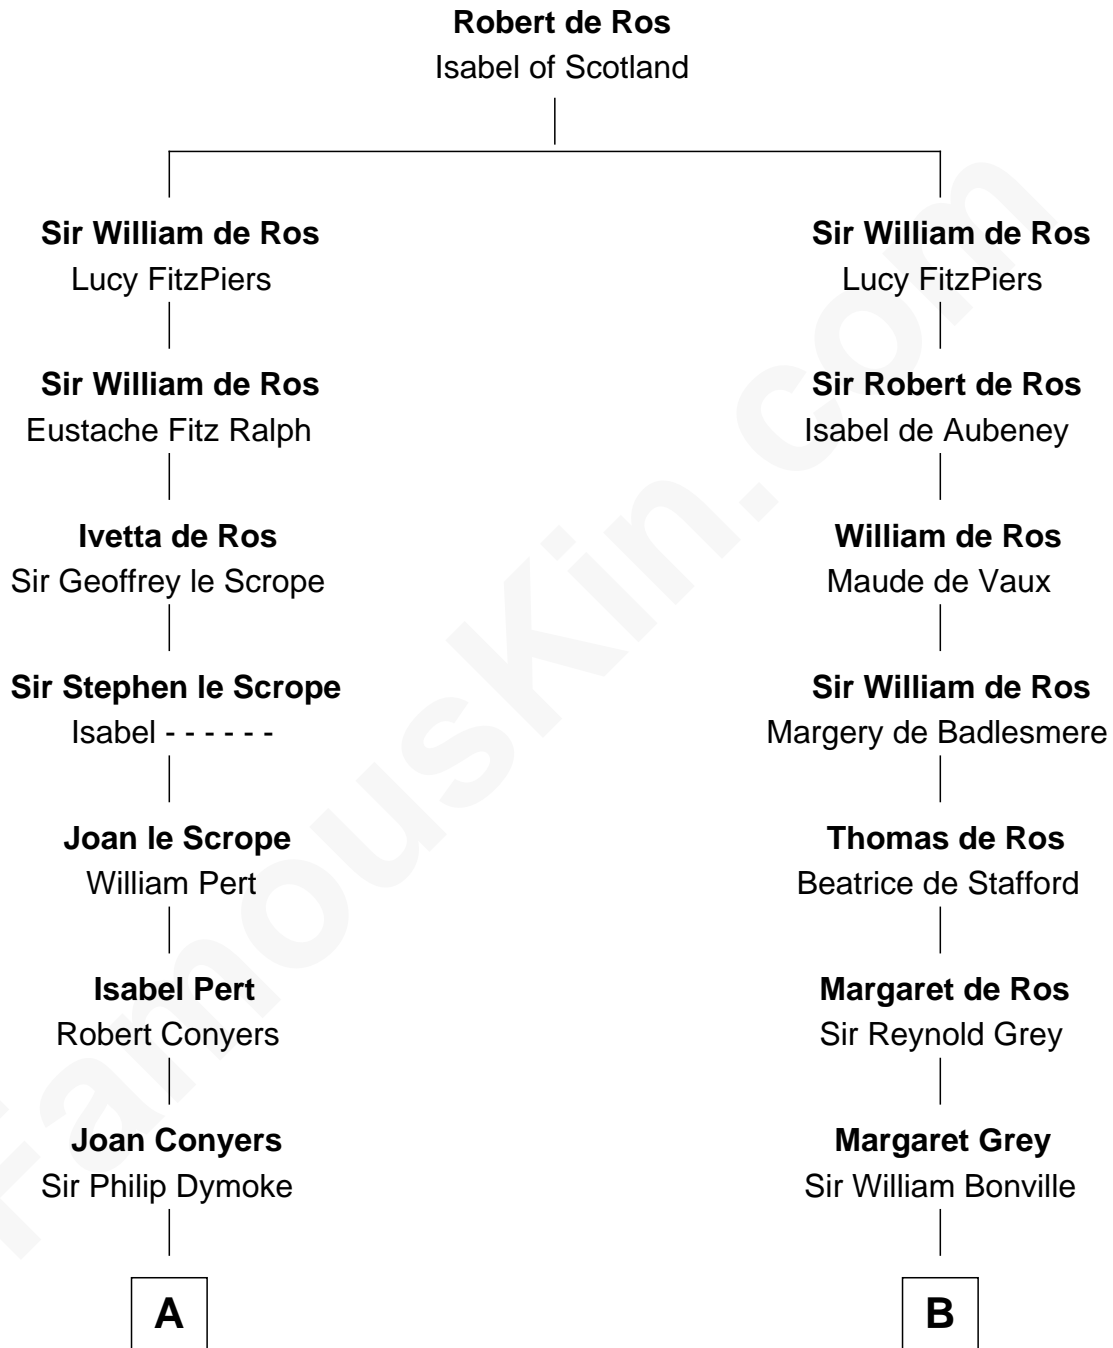 Robert de Ros
Isabel of Scotland
Sir William de Ros
Lucy FitzPiers
Sir William de Ros
Lucy FitzPiers
Sir William de Ros
Eustache Fitz Ralph
Sir Robert de Ros
Isabel de Aubeney
Ivetta de Ros
Sir Geoffrey le Scrope
William de Ros
Maude de Vaux
Sir Stephen le Scrope
Isabel - - - - - -
Sir William de Ros
Margery de Badlesmere
Joan le Scrope
William Pert
Thomas de Ros
Beatrice de Stafford
Isabel Pert
Robert Conyers
Margaret de Ros
Sir Reynold Grey
Joan Conyers
Sir Philip Dymoke
Margaret Grey
Sir William Bonville
A
B
FamousKin.com